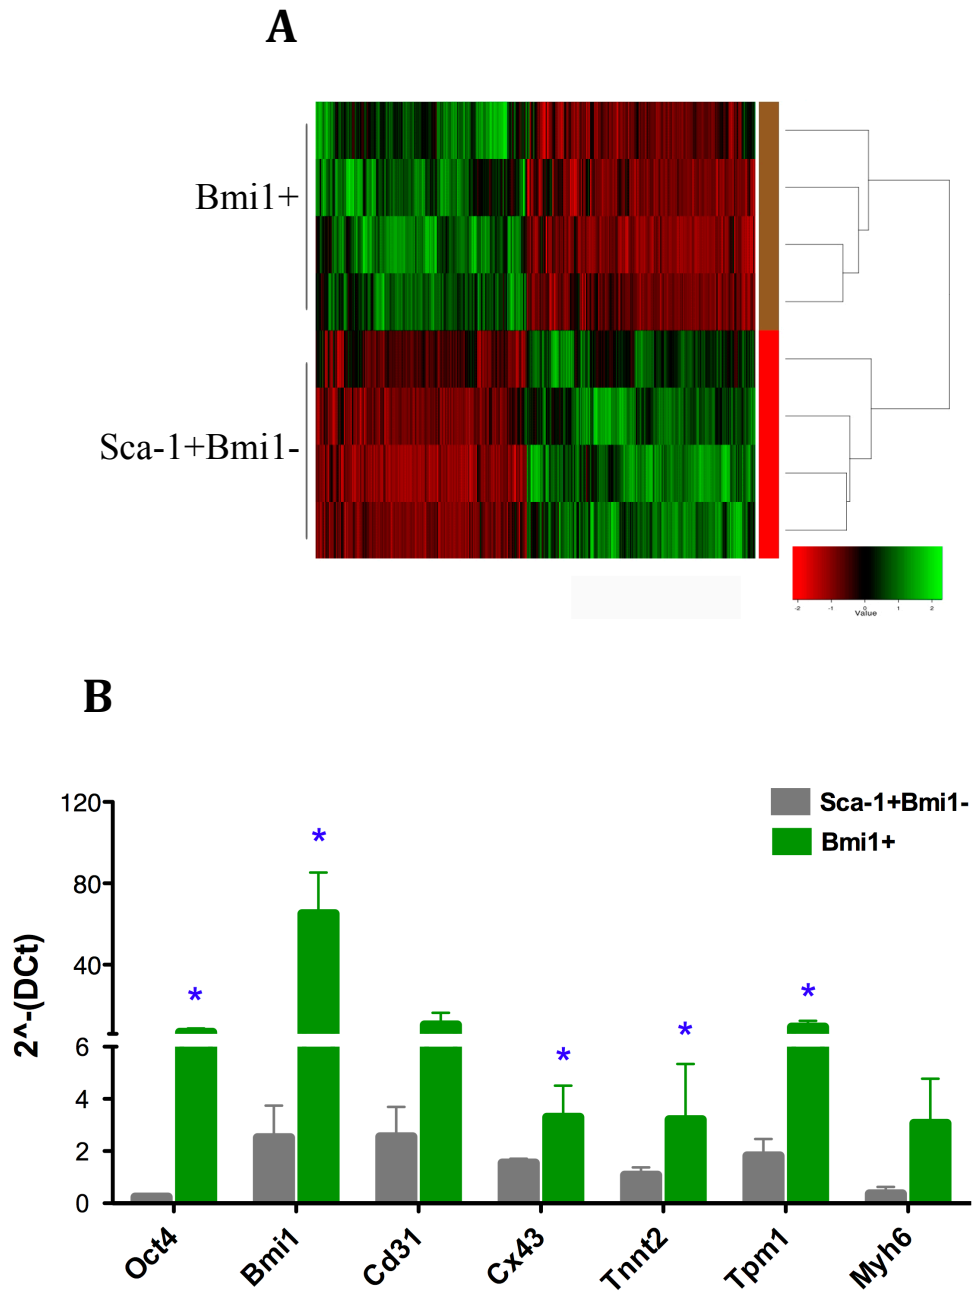 A
Bmi1+
Sca-1+Bmi1-
-2 -1 0 1 2
Value
B
Sca-1+Bmi1-
Bmi1+
2^-(DCt)
120
80
40
6
4
2
0
* * * * *
Oct4 Bmi1 Cd31 Cx43 Tnnt2 Tpm1 Myh6